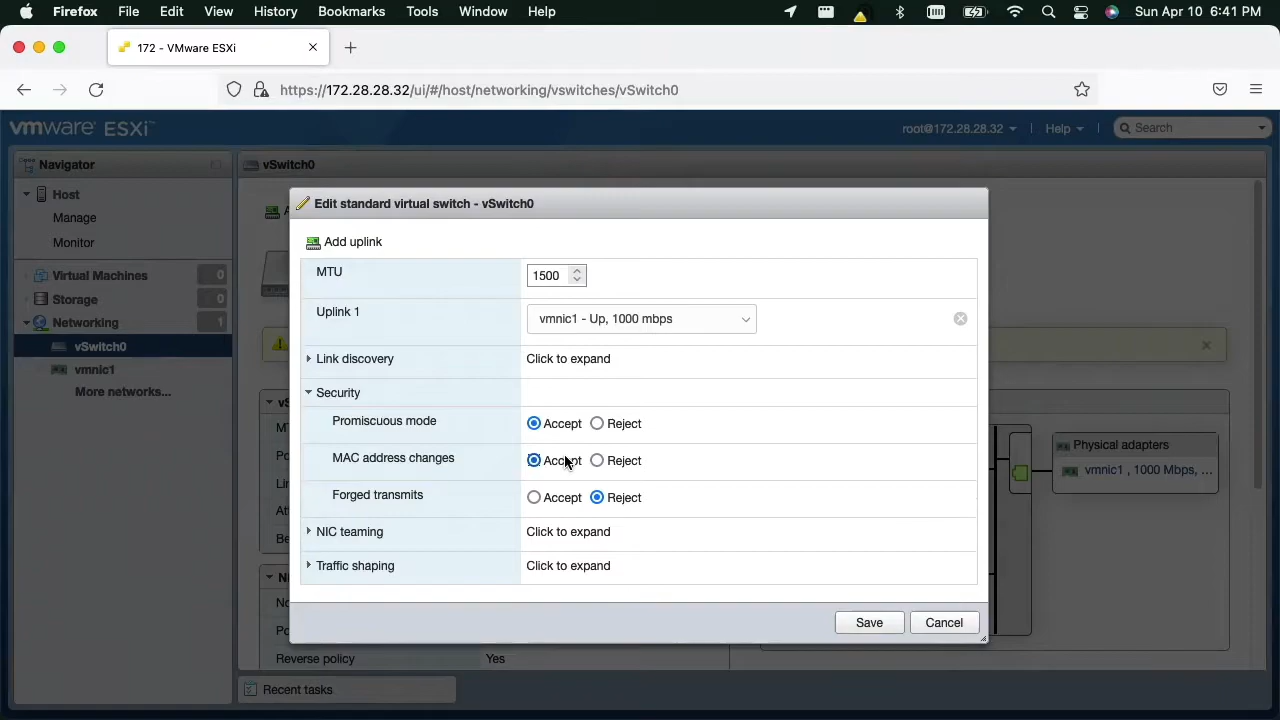 Firefox File Edit View History Bookmarks Tools Window Help Sun Apr 10 6:41 PM
172 - VMware ESXi
https://172.28.28.32/ui/#/host/networking/vswitches/vSwitch0
vmware ESXi™ root@172.28.28.32 Help Search
Navigator
Host
Manage
Monitor
Virtual Machines 0
Storage 0
Networking 1
vSwitch0
vmnic1
More networks...
vSwitch0
Edit standard virtual switch - vSwitch0
Add uplink
MTU 1500
Uplink 1 vmnic1 - Up, 1000 mbps
Link discovery Click to expand
Security
Promiscuous mode Accept Reject
MAC address changes Accept Reject
Forged transmits Accept Reject
NIC teaming Click to expand
Traffic shaping Click to expand
Save Cancel
Physical adapters
vmnic1 , 1000 Mbps, ...
Reverse policy Yes
Recent tasks